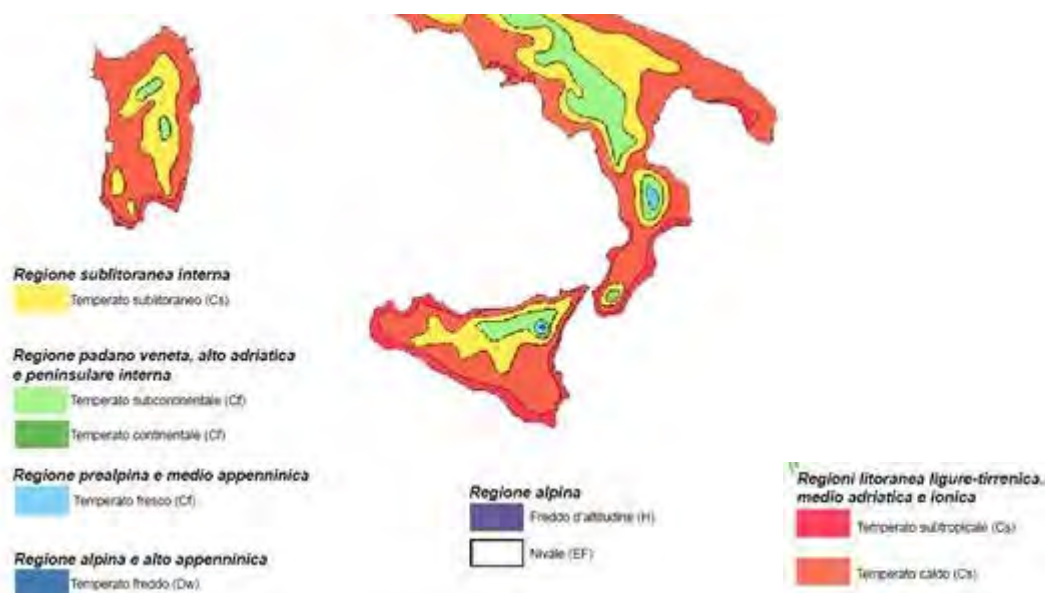 Regione sublitoranea interna
Temperato sublitoraneo (Cs)
Regione padano veneta, alto adriatica
e peninsulare interna
Temperato subcontinentale (Cf)
Temperato continentale (Cf)
Regione prealpina e medio appenninica
Temperato fresco (Cf)
Regione alpina e alto appenninica
Temperato freddo (Dw)
Regione alpina
Freddo d'altitudine (H)
Nivale (EF)
Regioni litoranea ligure-tirrenica,
medio adriatica e ionica
Temperato subtropicale (Cs)
Temperato caldo (Cs)